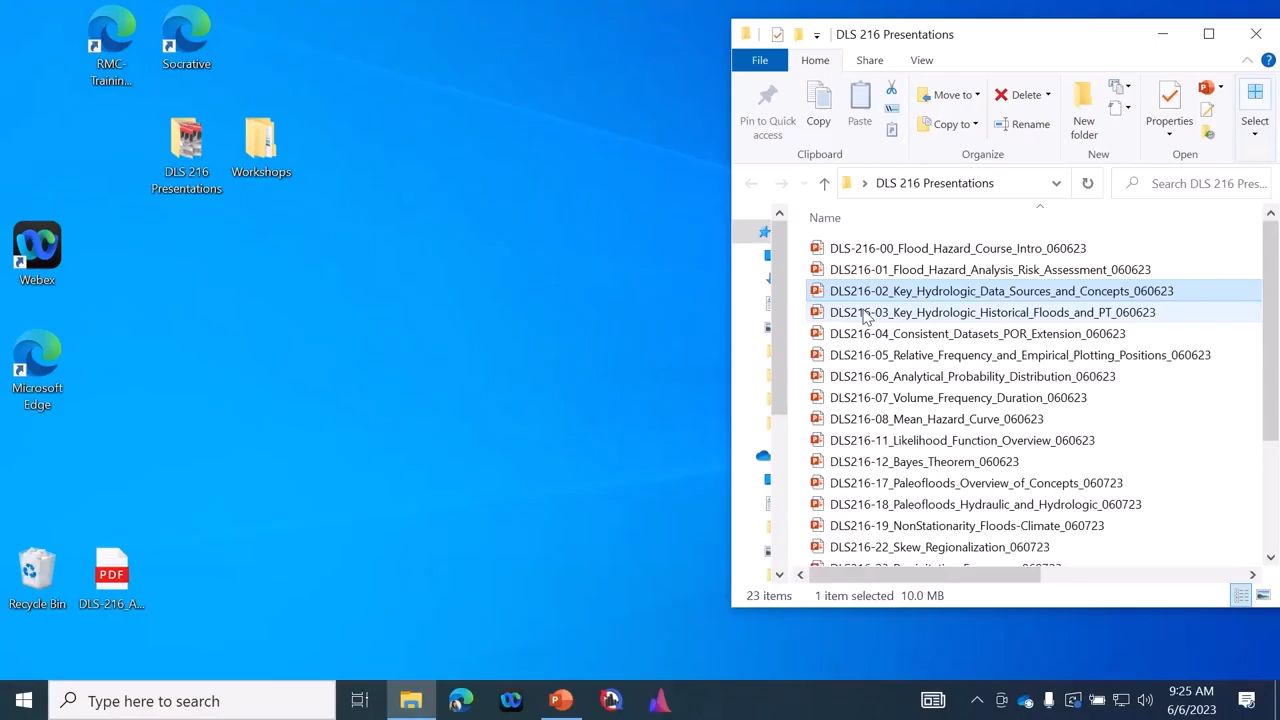 RMC-
Trainin...
Socrative
DLS 216
Presentations
Workshops
Webex
Microsoft
Edge
Recycle Bin
PDF
DLS-216_A...
DLS 216 Presentations
File
Home
Share
View
Pin to Quick
access
Copy
Paste
Clipboard
Move to
Copy to
Delete
Rename
Organize
New
folder
New
Properties
Open
Select
DLS 216 Presentations
Search DLS 216 Pres...
Name
DLS-216-00_Flood_Hazard_Course_Intro_060623
DLS216-01_Flood_Hazard_Analysis_Risk_Assessment_060623
DLS216-02_Key_Hydrologic_Data_Sources_and_Concepts_060623
DLS216-03_Key_Hydrologic_Historical_Floods_and_PT_060623
DLS216-04_Consistent_Datasets_POR_Extension_060623
DLS216-05_Relative_Frequency_and_Empirical_Plotting_Positions_060623
DLS216-06_Analytical_Probability_Distribution_060623
DLS216-07_Volume_Frequency_Duration_060623
DLS216-08_Mean_Hazard_Curve_060623
DLS216-11_Likelihood_Function_Overview_060623
DLS216-12_Bayes_Theorem_060623
DLS216-17_Paleofloods_Overview_of_Concepts_060723
DLS216-18_Paleofloods_Hydraulic_and_Hydrologic_060723
DLS216-19_NonStationarity_Floods-Climate_060723
DLS216-22_Skew_Regionalization_060723
23 items
1 item selected 10.0 MB
Type here to search
9:25 AM
6/6/2023